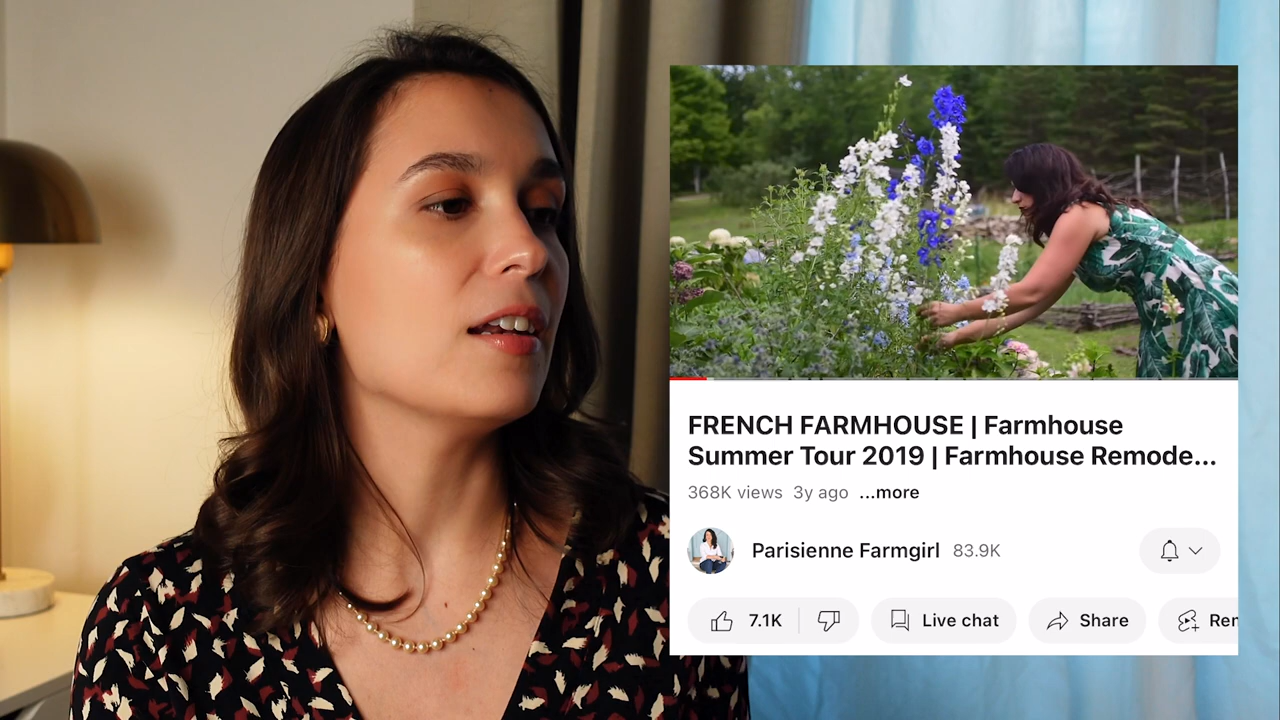 FRENCH FARMHOUSE | Farmhouse
Summer Tour 2019 | Farmhouse Remode...
368K views 3y ago ...more
Parisienne Farmgirl 83.9K
7.1K Live chat Share Ren